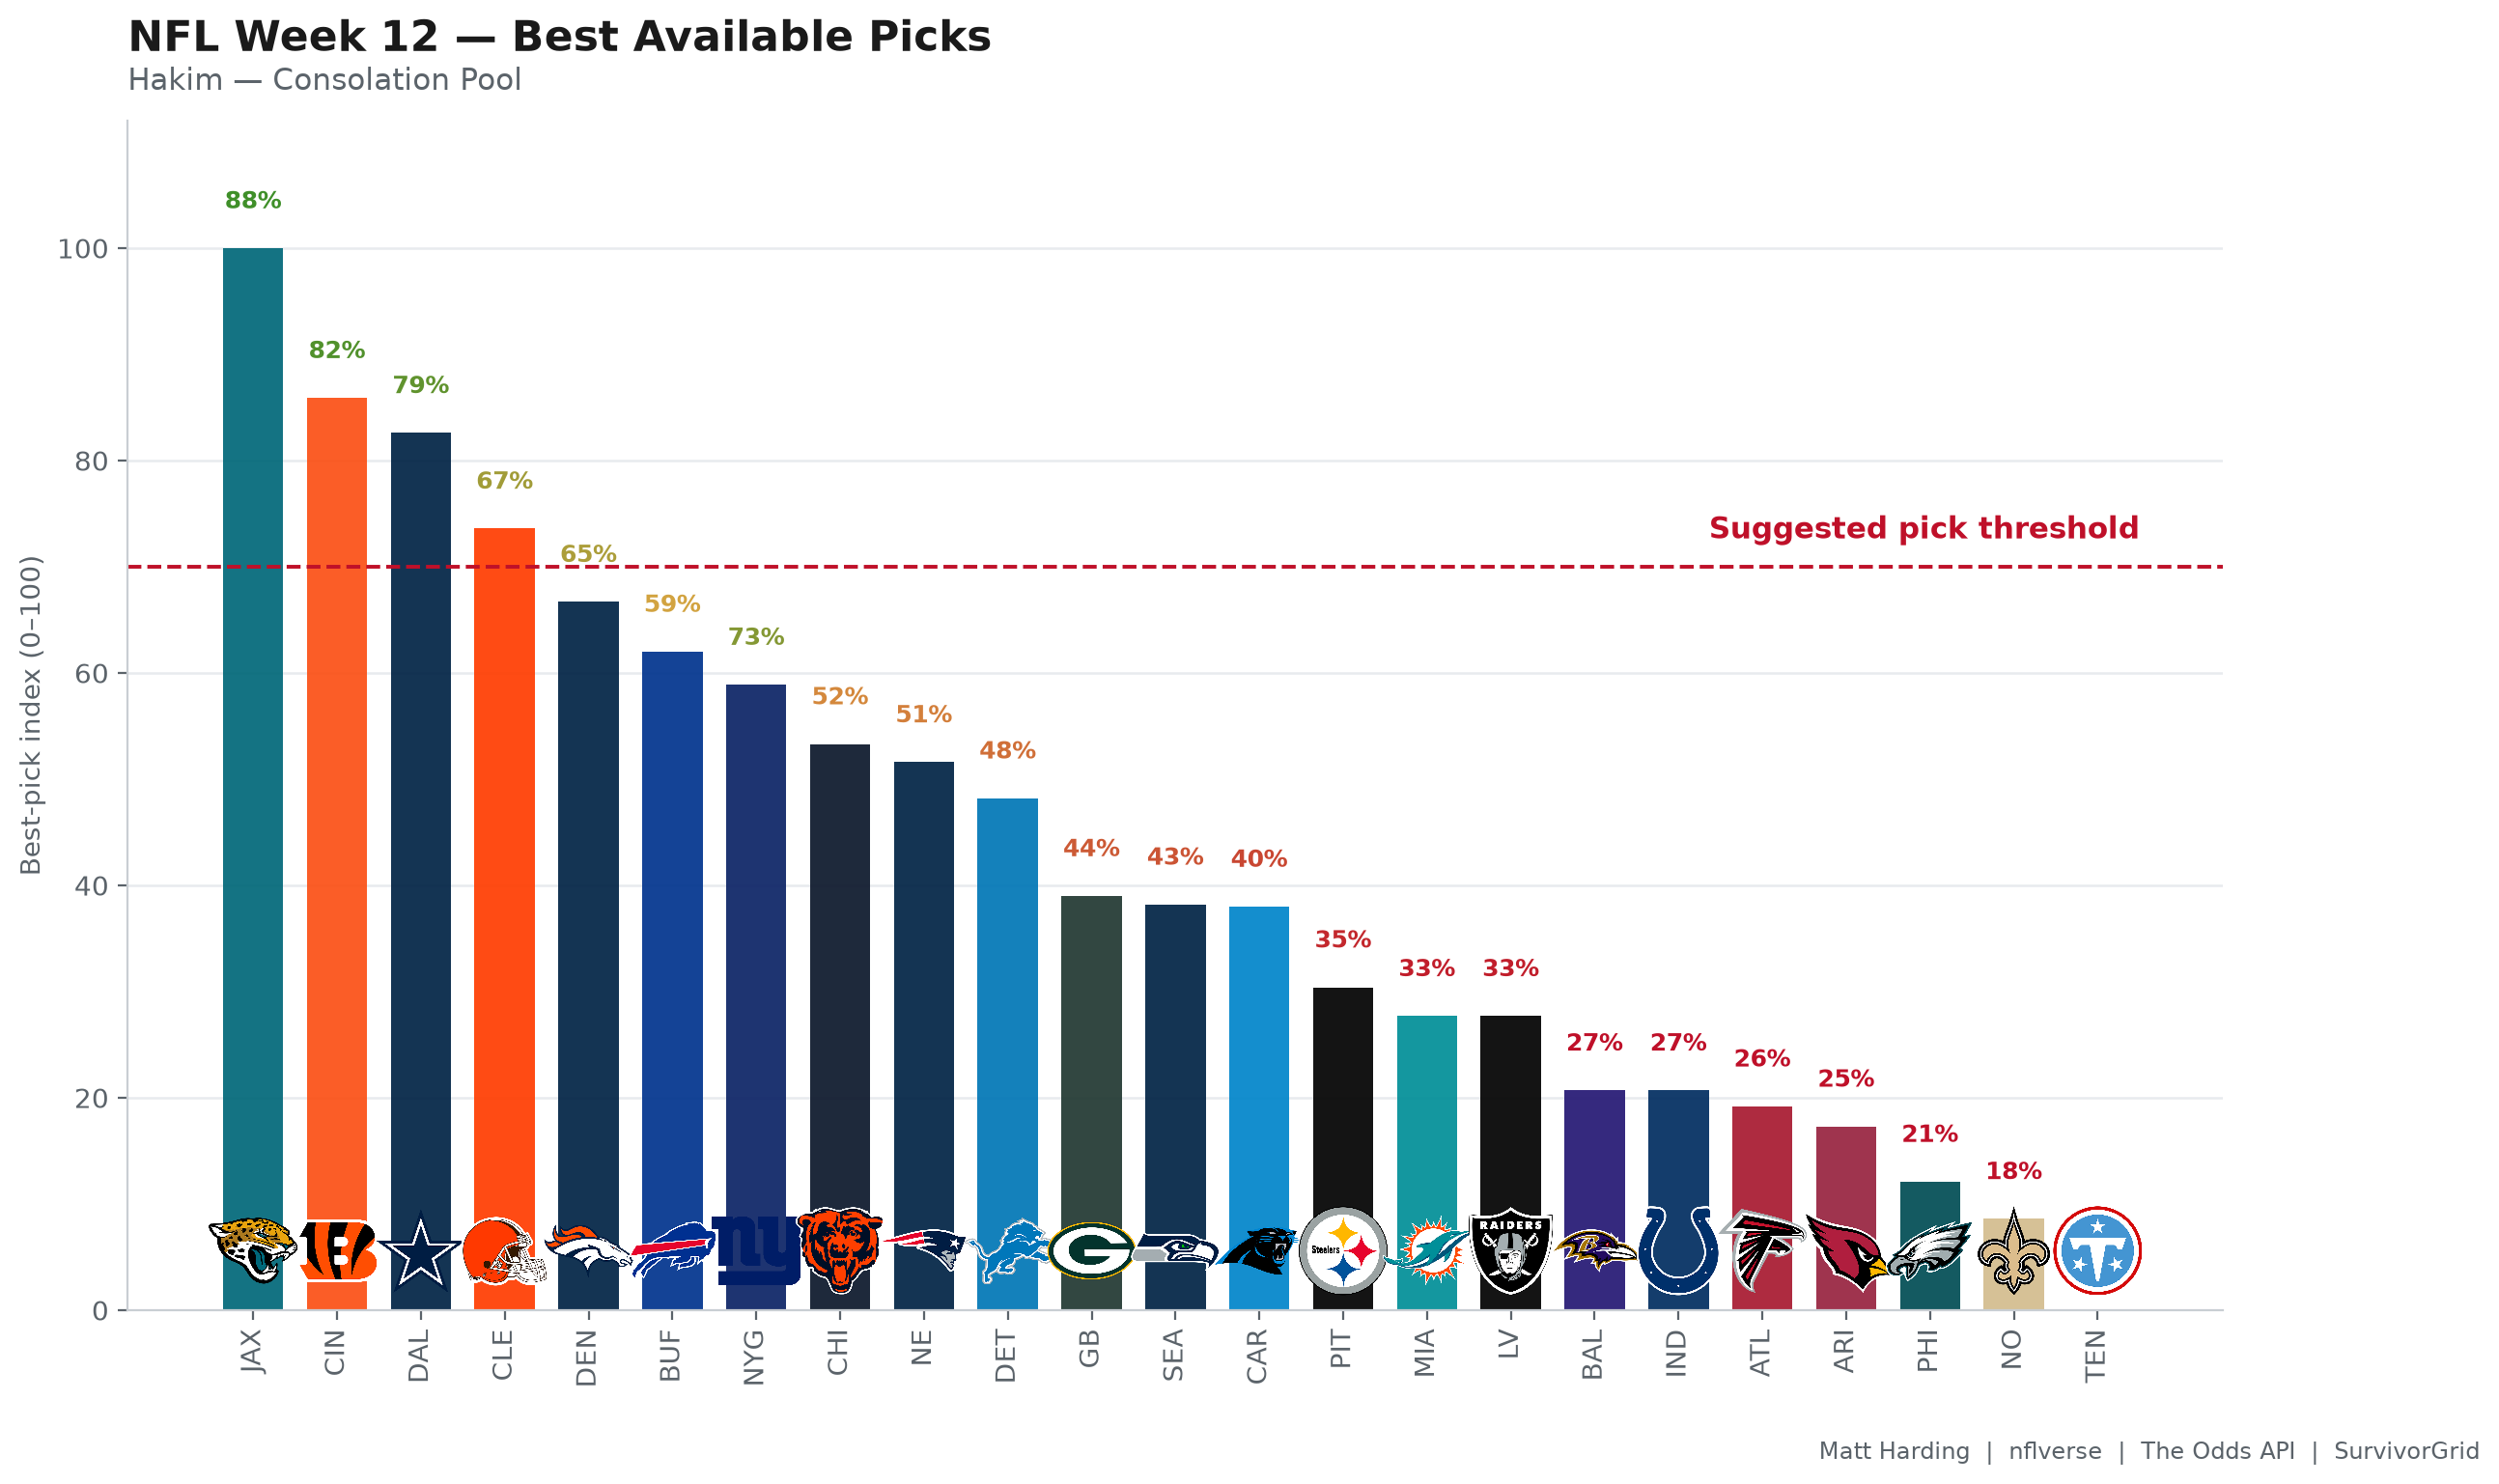 NFL Week 12 — Best Available Picks
Hakim — Consolation Pool
Best-pick index (0–100)
100
80
60
40
20
0
88%
82%
79%
67%
65%
59%
73%
52%
51%
48%
44%
43%
40%
35%
33%
33%
27%
27%
26%
25%
21%
18%
Suggested pick threshold
ny
G
Steelers
RAIDERS
JAX
CIN
DAL
CLE
DEN
BUF
NYG
CHI
NE
DET
GB
SEA
CAR
PIT
MIA
LV
BAL
IND
ATL
ARI
PHI
NO
TEN
Matt Harding | nflverse | The Odds API | SurvivorGrid